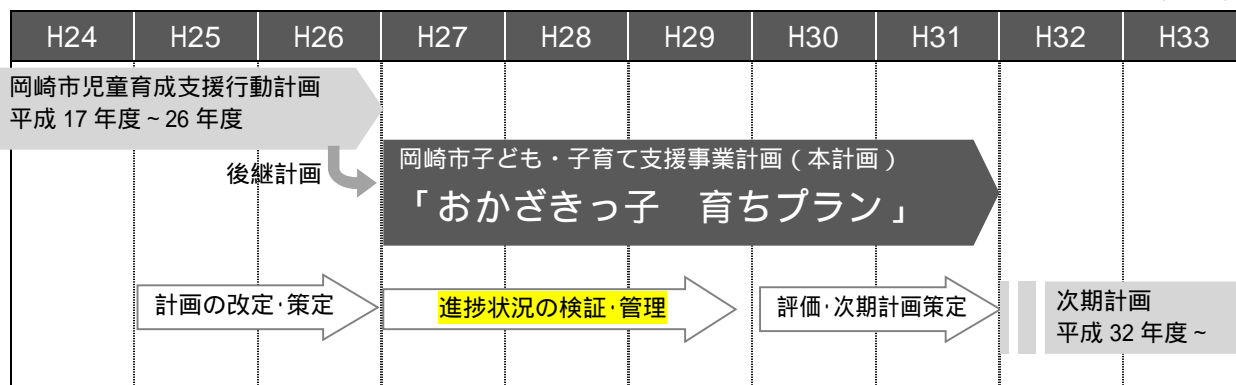 H24 H25 H26 H27 H28 H29 H30 H31 H32 H33
岡崎市児童育成支援行動計画
平成 17 年度 ~ 26 年度
後継計画
岡崎市子ども・子育て支援事業計画（本計画）
「おかざきっ子　育ちプラン」
計画の改定・策定
進捗状況の検証・管理
評価・次期計画策定
次期計画
平成 32 年度 ~